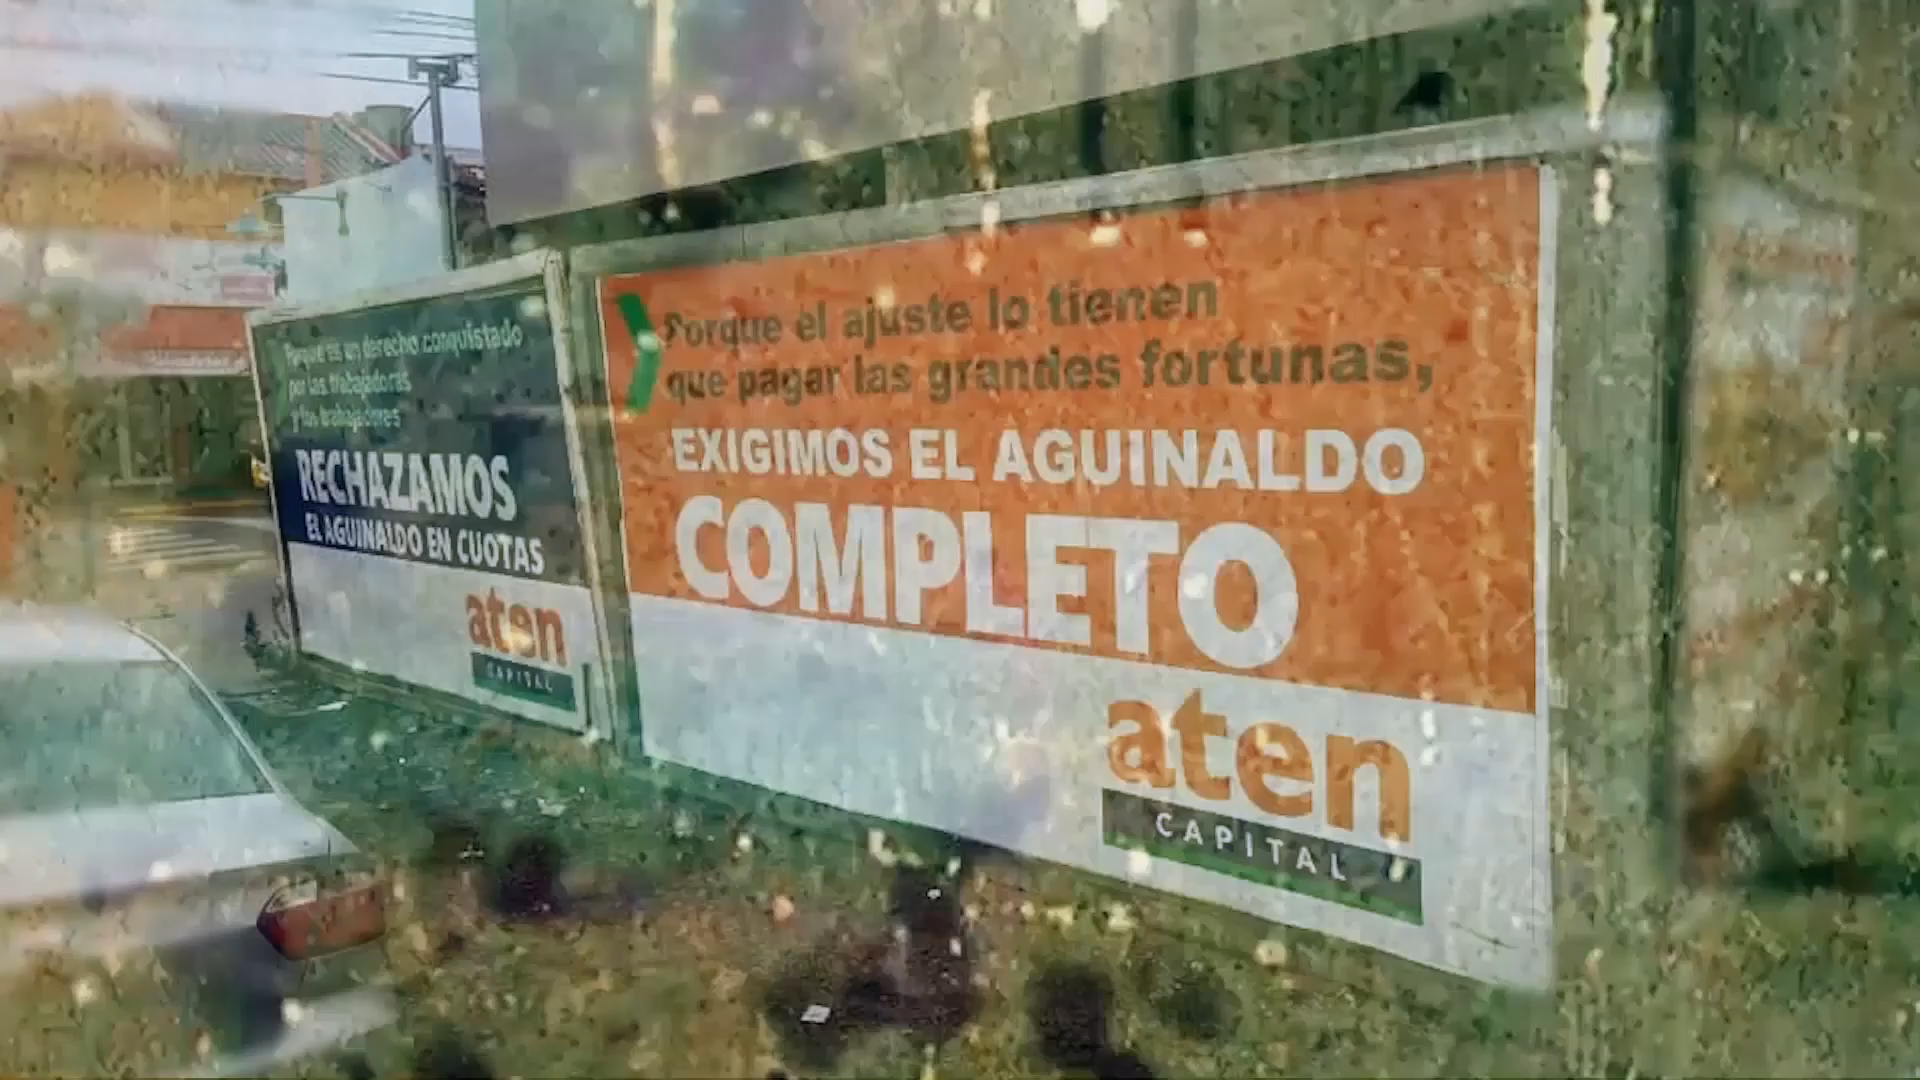 Porque es un derecho conquistado
por las trabajadoras
y los trabajadores
RECHAZAMOS
EL AGUINALDO EN CUOTAS
aten
CAPITAL
Porque el ajuste lo tienen
que pagar las grandes fortunas,
EXIGIMOS EL AGUINALDO
COMPLETO
aten
CAPITAL